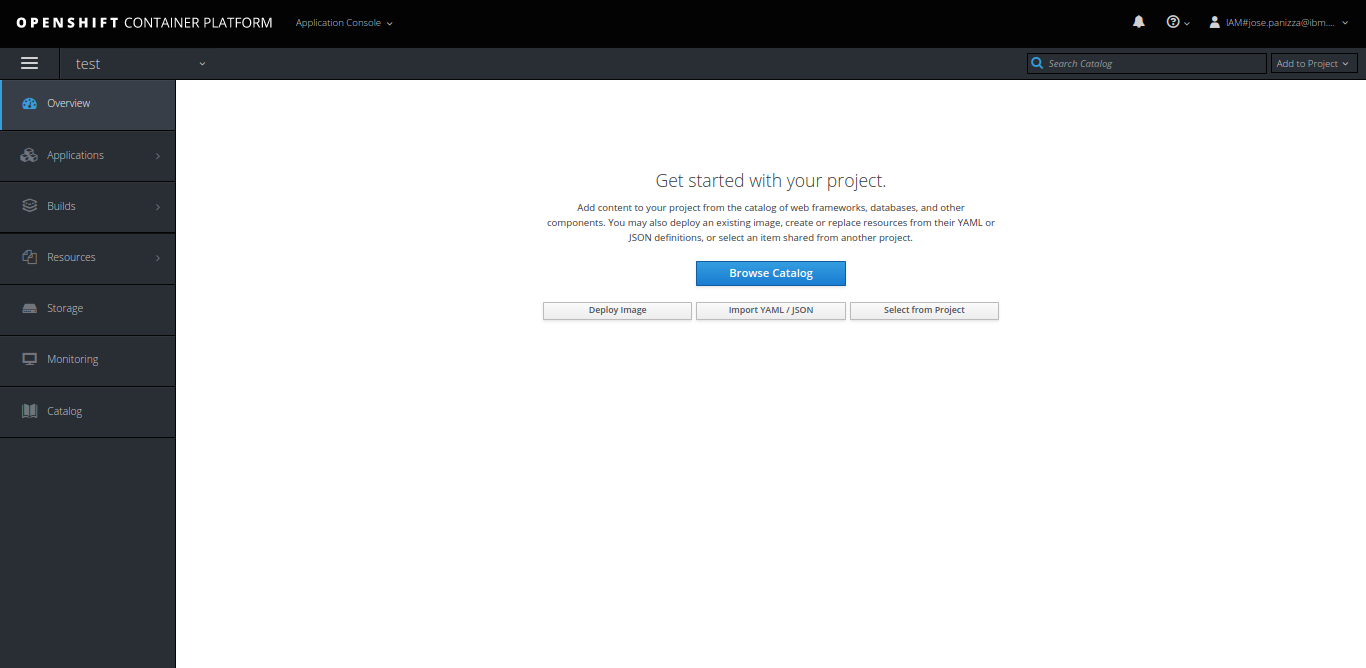 OPENSHIFT CONTAINER PLATFORM
Application Console
IAM#jose.panizza@ibm....
test
Search Catalog
Add to Project
Overview
Applications
Builds
Resources
Storage
Monitoring
Catalog
Get started with your project.
Add content to your project from the catalog of web frameworks, databases, and other
components. You may also deploy an existing image, create or replace resources from their YAML or
JSON definitions, or select an item shared from another project.
Browse Catalog
Deploy Image
Import YAML / JSON
Select from Project